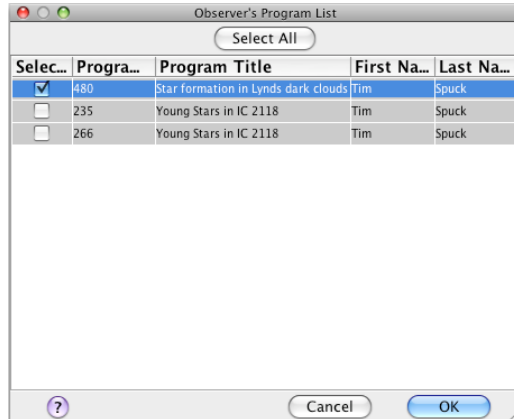 Observer's Program List
Select All
Selec... Progra... Program Title First Na... Last Na...
480 Star formation in Lynds dark clouds Tim Spuck
235 Young Stars in IC 2118 Tim Spuck
266 Young Stars in IC 2118 Tim Spuck
? Cancel OK